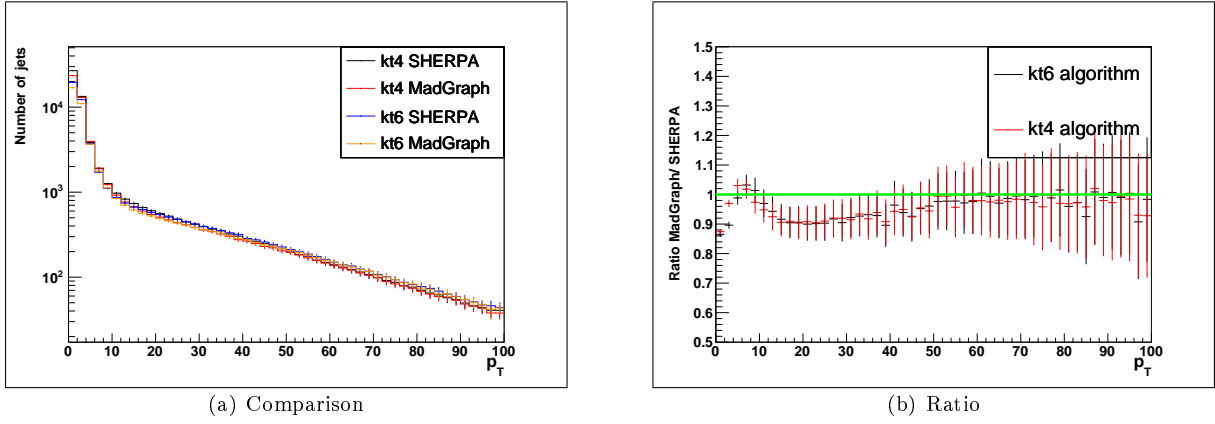 Number of jets
kt4 SHERPA
kt4 MadGraph
kt6 SHERPA
kt6 MadGraph
10^4
10^3
10^2
0 10 20 30 40 50 60 70 80 90 100
p_T
(a) Comparison
Ratio MadGraph/ SHERPA
kt6 algorithm
kt4 algorithm
1.5
1.4
1.3
1.2
1.1
1
0.9
0.8
0.7
0.6
0.5
0 10 20 30 40 50 60 70 80 90 100
p_T
(b) Ratio